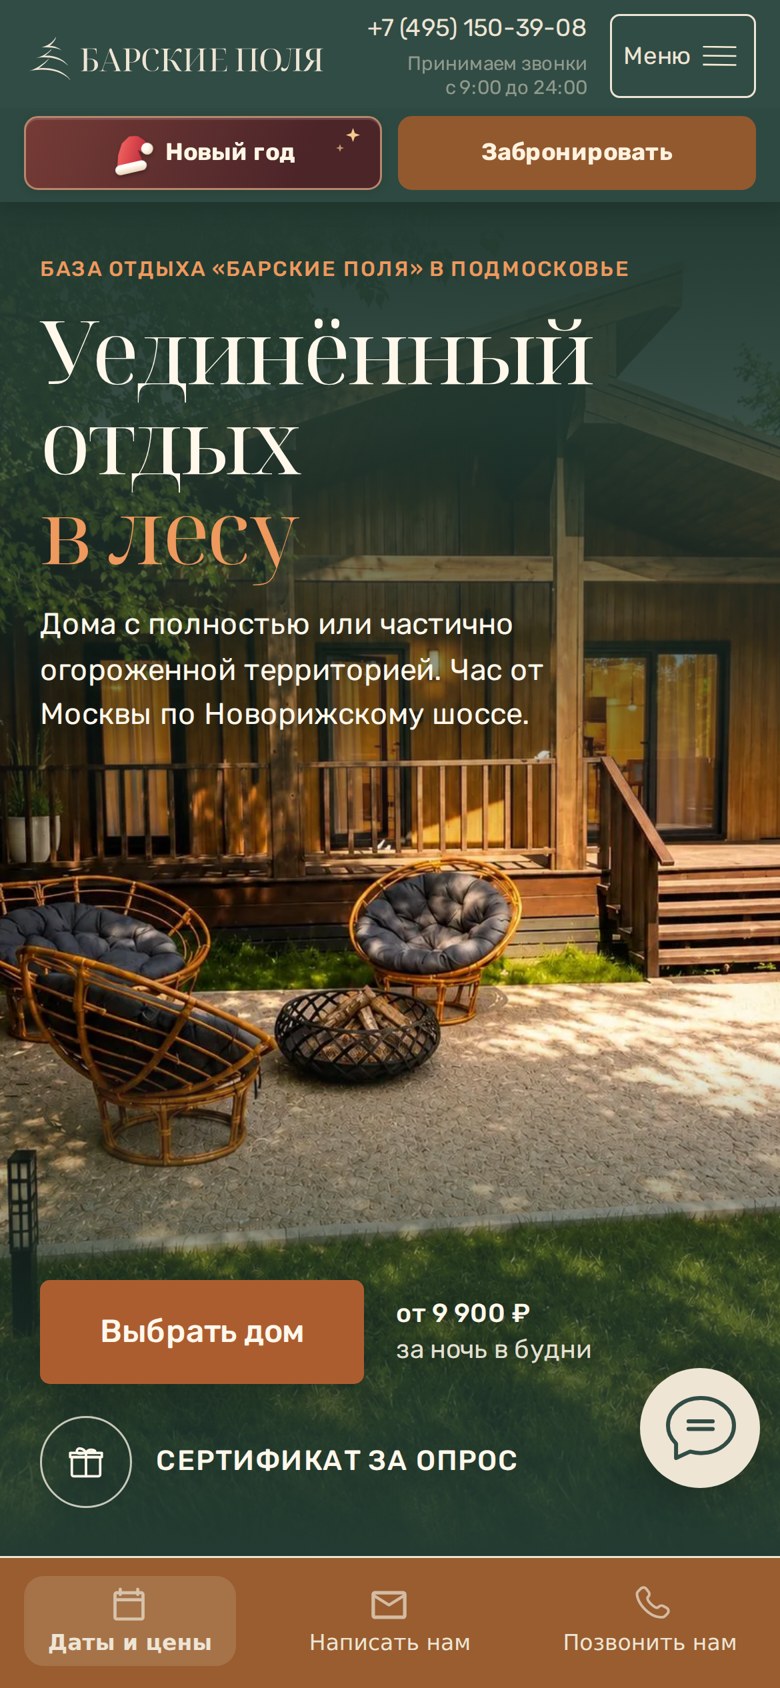 БАРСКИЕ ПОЛЯ
+7 (495) 150-39-08
Принимаем звонки
с 9:00 до 24:00
Меню
Новый год
Забронировать
БАЗА ОТДЫХА «БАРСКИЕ ПОЛЯ» В ПОДМОСКОВЬЕ
Уединённый
отдых
в лесу
Дома с полностью или частично
огороженной территорией. Час от
Москвы по Новорижскому шоссе.
Выбрать дом
от 9 900 ₽
за ночь в будни
СЕРТИФИКАТ ЗА ОПРОС
Даты и цены
Написать нам
Позвонить нам